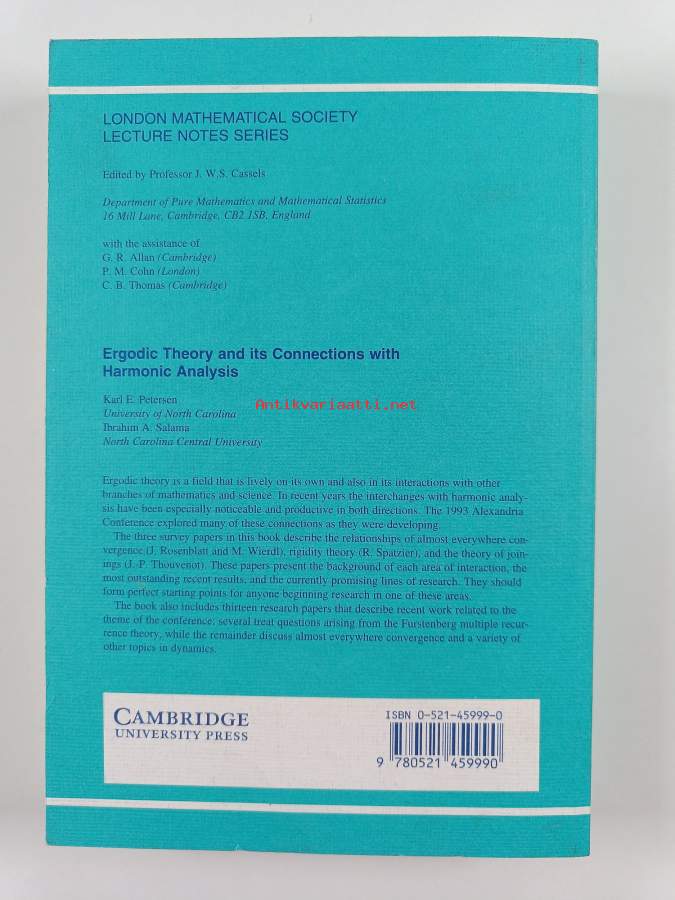 LONDON MATHEMATICAL SOCIETY
LECTURE NOTES SERIES
Edited by Professor J. W.S. Cassels
Department of Pure Mathematics and Mathematical Statistics
16 Mill Lane, Cambridge, CB2 1SB, England
with the assistance of
G. R. Allan (Cambridge)
P. M. Cohn (London)
C. B. Thomas (Cambridge)
Ergodic Theory and its Connections with
Harmonic Analysis
Karl E. Petersen
University of North Carolina
Ibrahim A. Salama
North Carolina Central University
Antikvariaatti.net
Ergodic theory is a field that is lively on its own and also in its interactions with other
branches of mathematics and science. In recent years the interchanges with harmonic analy-
sis have been especially noticeable and productive in both directions. The 1993 Alexandria
Conference explored many of these connections as they were developing.
The three survey papers in this book describe the relationships of almost everywhere con-
vergence (J. Rosenblatt and M. Wierdl), rigidity theory (R. Spatzier), and the theory of join-
ings (J.-P. Thouvenot). These papers present the background of each area of interaction, the
most outstanding recent results, and the currently promising lines of research. They should
form perfect starting points for anyone beginning research in one of these areas.
The book also includes thirteen research papers that describe recent work related to the
theme of the conference: several treat questions arising from the Furstenberg multiple recur-
rence theory, while the remainder discuss almost everywhere convergence and a variety of
other topics in dynamics.
CAMBRIDGE
UNIVERSITY PRESS
ISBN 0-521-45999-0
9 780521 459990